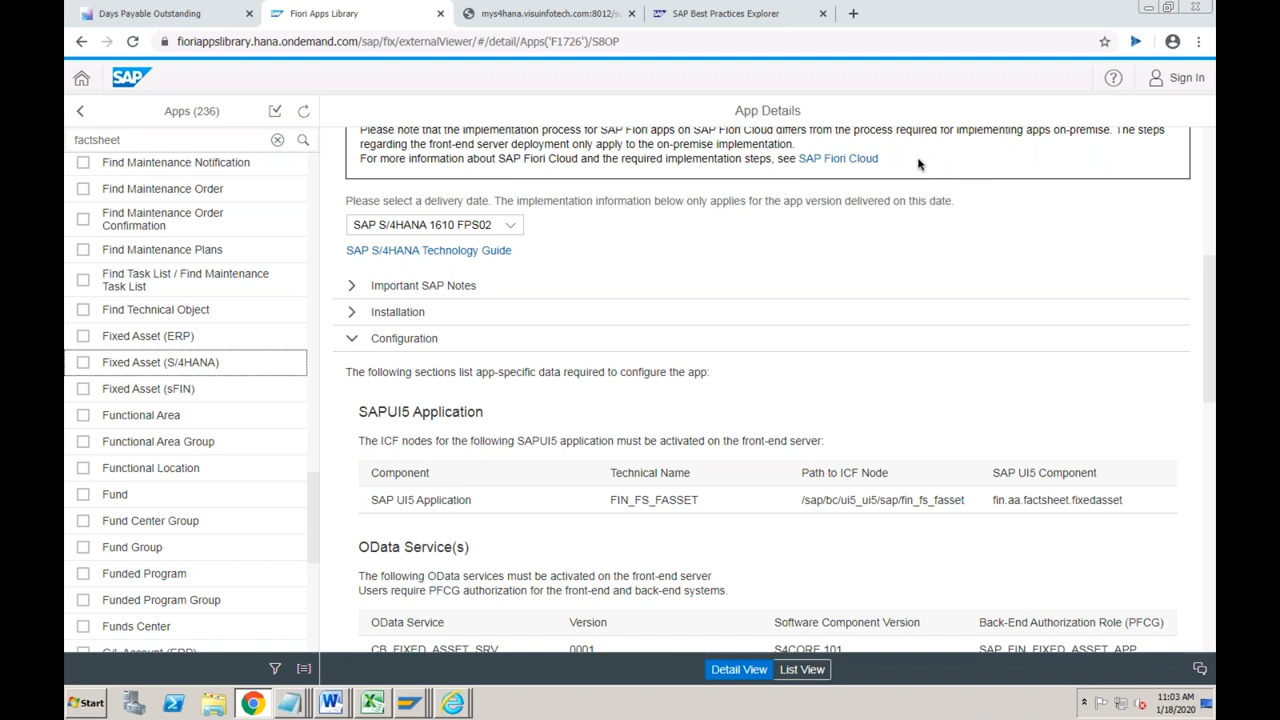 Days Payable Outstanding
Fiori Apps Library
mys4hana.visuinfotech.com:8012/s
SAP Best Practices Explorer
fioriappslibrary.hana.ondemand.com/sap/fix/externalViewer/#/detail/Apps('F1726')/S8OP
SAP
Sign In
Apps (236)
App Details
factsheet
Find Maintenance Notification
Find Maintenance Order
Find Maintenance Order
Confirmation
Find Maintenance Plans
Find Task List / Find Maintenance
Task List
Find Technical Object
Fixed Asset (ERP)
Fixed Asset (S/4HANA)
Fixed Asset (sFIN)
Functional Area
Functional Area Group
Functional Location
Fund
Fund Center Group
Fund Group
Funded Program
Funded Program Group
Funds Center
G/L Account (ERP)
Please note that the implementation process for SAP Fiori apps on SAP Fiori Cloud differs from the process required for implementing apps on-premise. The steps
regarding the front-end server deployment only apply to the on-premise implementation.
For more information about SAP Fiori Cloud and the required implementation steps, see SAP Fiori Cloud
Please select a delivery date. The implementation information below only applies for the app version delivered on this date.
SAP S/4HANA 1610 FPS02
SAP S/4HANA Technology Guide
Important SAP Notes
Installation
Configuration
The following sections list app-specific data required to configure the app:
SAPUI5 Application
The ICF nodes for the following SAPUI5 application must be activated on the front-end server:
Component Technical Name Path to ICF Node SAP UI5 Component
SAP UI5 Application FIN_FS_FASSET /sap/bc/ui5_ui5/sap/fin_fs_fasset fin.aa.factsheet.fixedasset
OData Service(s)
The following OData services must be activated on the front-end server
Users require PFCG authorization for the front-end and back-end systems.
OData Service Version Software Component Version Back-End Authorization Role (PFCG)
CB_FIXED_ASSET_SRV 0001 S4CORE 101 SAP_FIN_FIXED_ASSET_APP
Detail View List View
Start
11:03 AM
1/18/2020